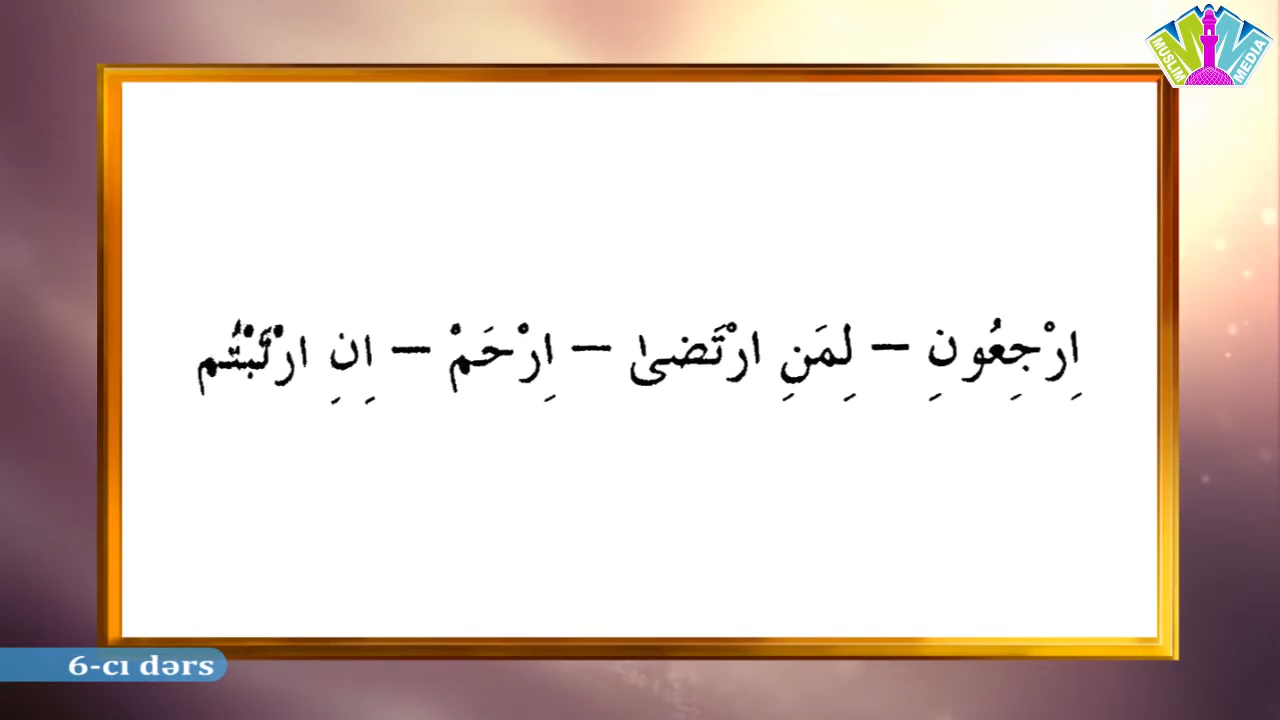 MUSLIM MEDIA
اِرْجِعُونِ – لِمَنِ ارْتَضىٰ – اِرْحَمْ – اِنِ ارْتَبْتُم
6-cı dərs